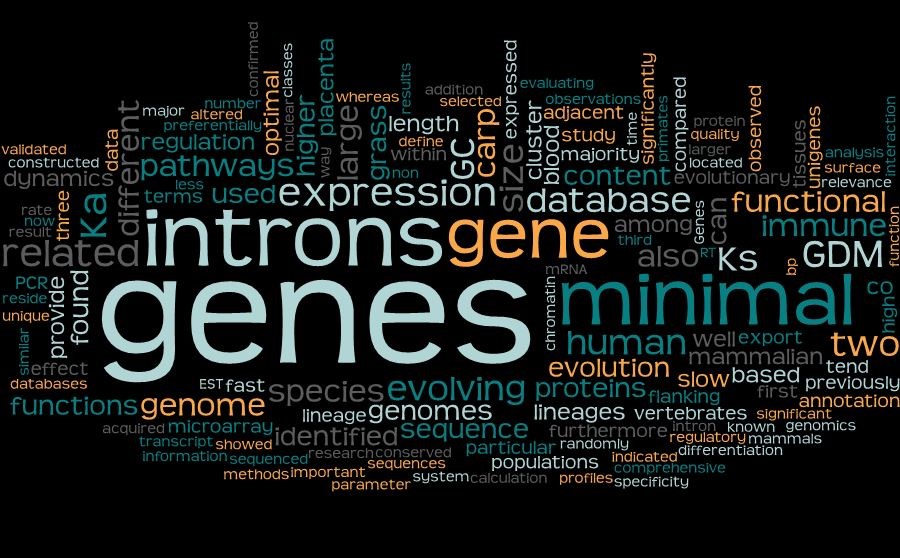 confirmed
nuclear
classes
placenta
major
number
altered
preferentially
regulation
pathways
optimal
higher
way
large
whereas
results
grass
length
define
within
non
addition
selected
GC
carp
expressed
evaluating
observations
adjacent
study
majority
size
cluster
blood
content
time
significantly
primates
compared
protein
quality
larger
located
evolutionary
observed
tissues
unigenes
analysis
surface
relevance
interaction
validated
constructed
data
dynamics
different
less
terms
used
expression
database
functional
immune
function
rate
now
result
three
Ka
related
introns
gene
among
third
Genes
can
also
RT
Ks
bp
GDM
PCR
reside
unique
provide
found
genes
mRNA
chromatin
minimal
co
high
similar
effect
databases
human
well
export
mammalian
two
evolution
slow
based
tend
first
previously
annotation
functions
genome
EST
fast
species
evolving
proteins
flanking
lineage
genomes
lineages
vertebrates
significant
acquired
microarray
identified
sequence
furthermore
intron
known
genomics
transcript
showed
particular
randomly
regulatory
mammals
information
sequenced
research
conserved
indicated
differentiation
methods
important
sequences
populations
comprehensive
parameter
system
calculation
profiles
specificity